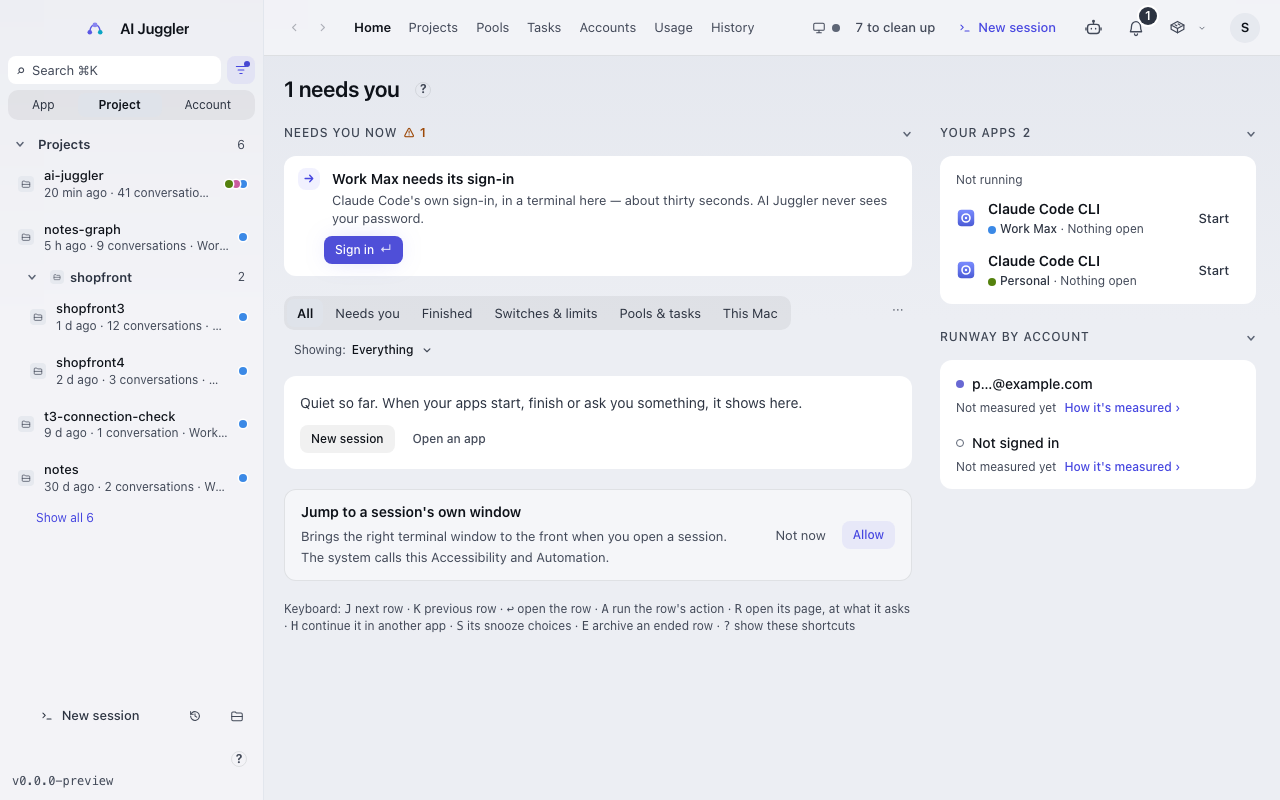 AI Juggler
Search ⌘K
App Project Account
Projects 6
ai-juggler
20 min ago · 41 conversatio...
notes-graph
5 h ago · 9 conversations · Wor...
shopfront 2
shopfront3
1 d ago · 12 conversations · ...
shopfront4
2 d ago · 3 conversations · ...
t3-connection-check
9 d ago · 1 conversation · Work...
notes
30 d ago · 2 conversations · W...
Show all 6
New session
?
v0.0.0-preview
Home Projects Pools Tasks Accounts Usage History
7 to clean up
New session
1
S
1 needs you ?
NEEDS YOU NOW 1
Work Max needs its sign-in
Claude Code's own sign-in, in a terminal here — about thirty seconds. AI Juggler never sees
your password.
Sign in ↵
All Needs you Finished Switches & limits Pools & tasks This Mac
...
Showing: Everything
Quiet so far. When your apps start, finish or ask you something, it shows here.
New session Open an app
Jump to a session's own window
Brings the right terminal window to the front when you open a session.
The system calls this Accessibility and Automation.
Not now Allow
Keyboard: J next row · K previous row · ↩ open the row · A run the row's action · R open its page, at what it asks
· H continue it in another app · S its snooze choices · E archive an ended row · ? show these shortcuts
YOUR APPS 2
Not running
Claude Code CLI
Work Max · Nothing open
Start
Claude Code CLI
Personal · Nothing open
Start
RUNWAY BY ACCOUNT
p...@example.com
Not measured yet How it's measured ›
Not signed in
Not measured yet How it's measured ›